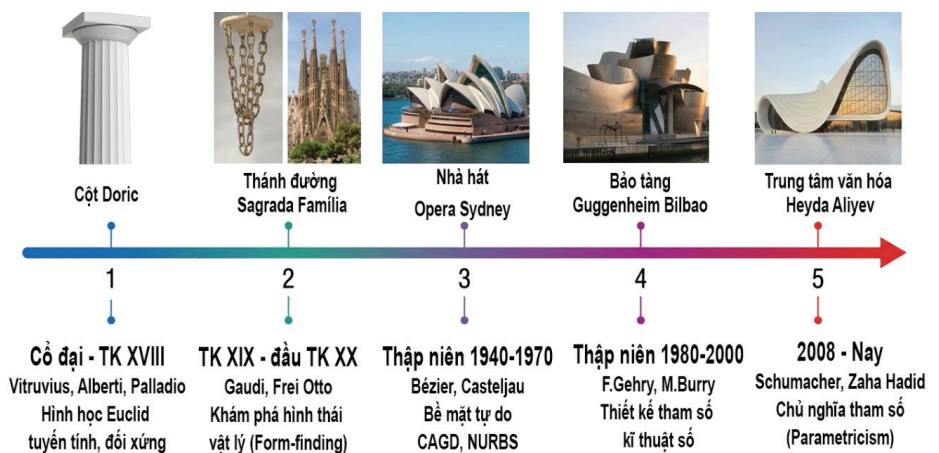 Cột Doric
Thánh đường
Sagrada Família
Nhà hát
Opera Sydney
Bảo tàng
Guggenheim Bilbao
Trung tâm văn hóa
Heyda Aliyev
1
2
3
4
5
Cổ đại - TK XVIII
Vitruvius, Alberti, Palladio
Hình học Euclid
tuyến tính, đối xứng
TK XIX - đầu TK XX
Gaudi, Frei Otto
Khám phá hình thái
vật lý (Form-finding)
Thập niên 1940-1970
Bézier, Casteljau
Bề mặt tự do
CAGD, NURBS
Thập niên 1980-2000
F.Gehry, M.Burry
Thiết kế tham số
kĩ thuật số
2008 - Nay
Schumacher, Zaha Hadid
Chủ nghĩa tham số
(Parametricism)